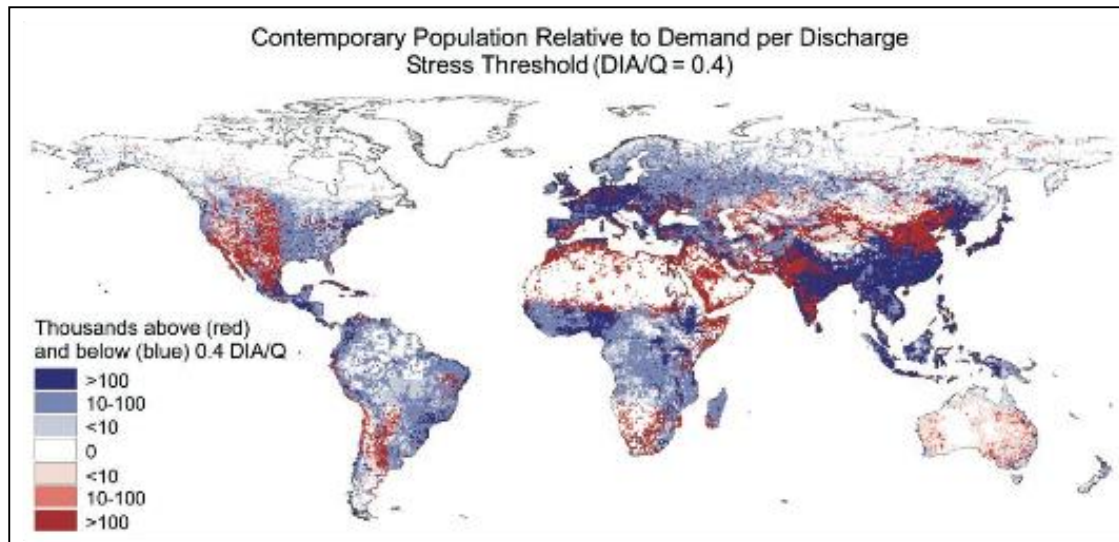 Contemporary Population Relative to Demand per Discharge
Stress Threshold (DIA/Q = 0.4)
Thousands above (red)
and below (blue) 0.4 DIA/Q
>100
10-100
<10
0
<10
10-100
>100